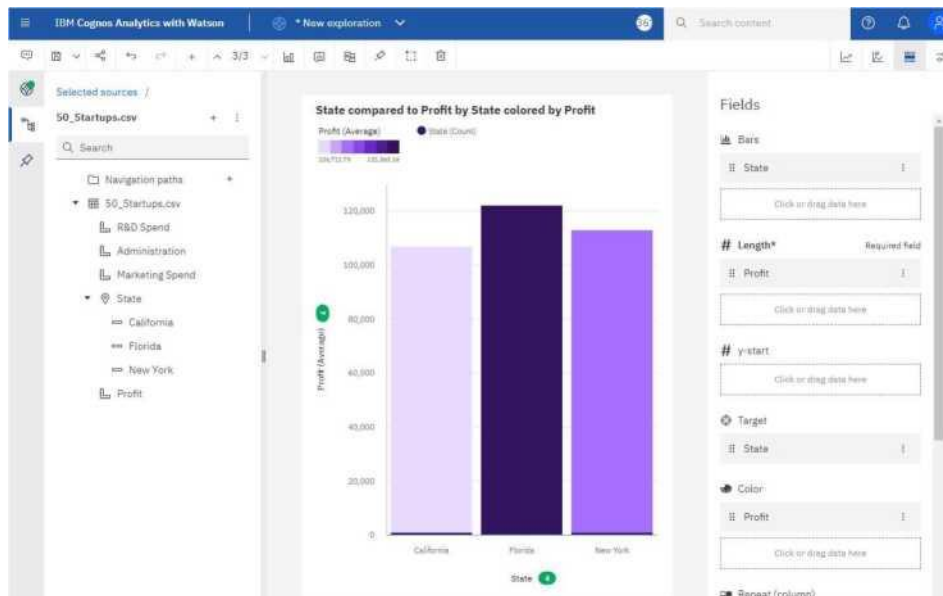 IBM Cognos Analytics with Watson
* New exploration
Search content
3/3
Selected sources /
50_Startups.csv
Search
Navigation paths
50_Startups.csv
R&D Spend
Administration
Marketing Spend
State
California
Florida
New York
Profit
State compared to Profit by State colored by Profit
Profit (Average)
State (Count)
120,000
100,000
80,000
60,000
40,000
20,000
0
Profit (Average)
California
Florida
New York
State
Fields
Bars
State
Click or drag data here
# Length*
Required field
Profit
Click or drag data here
# y-start
Click or drag data here
Target
State
Color
Profit
Click or drag data here
Repeat (column)